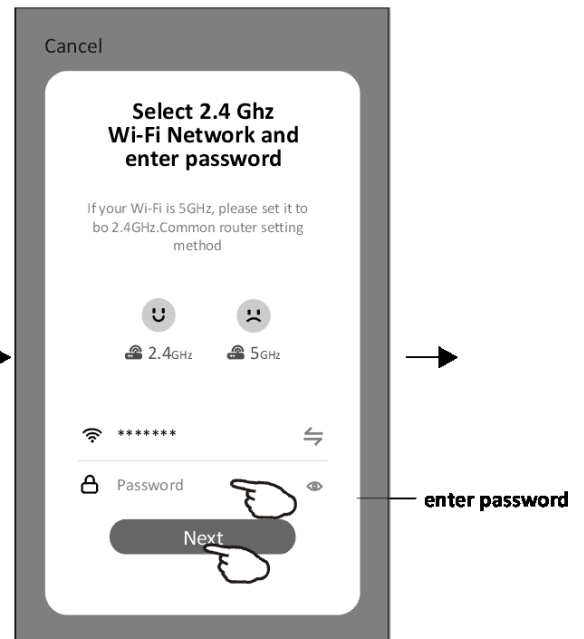 Cancel
Select 2.4 Ghz
Wi-Fi Network and
enter password
If your Wi-Fi is 5GHz, please set it to
bo 2.4GHz.Common router setting
method
2.4GHz 5GHz
*******
Password
enter password
Next